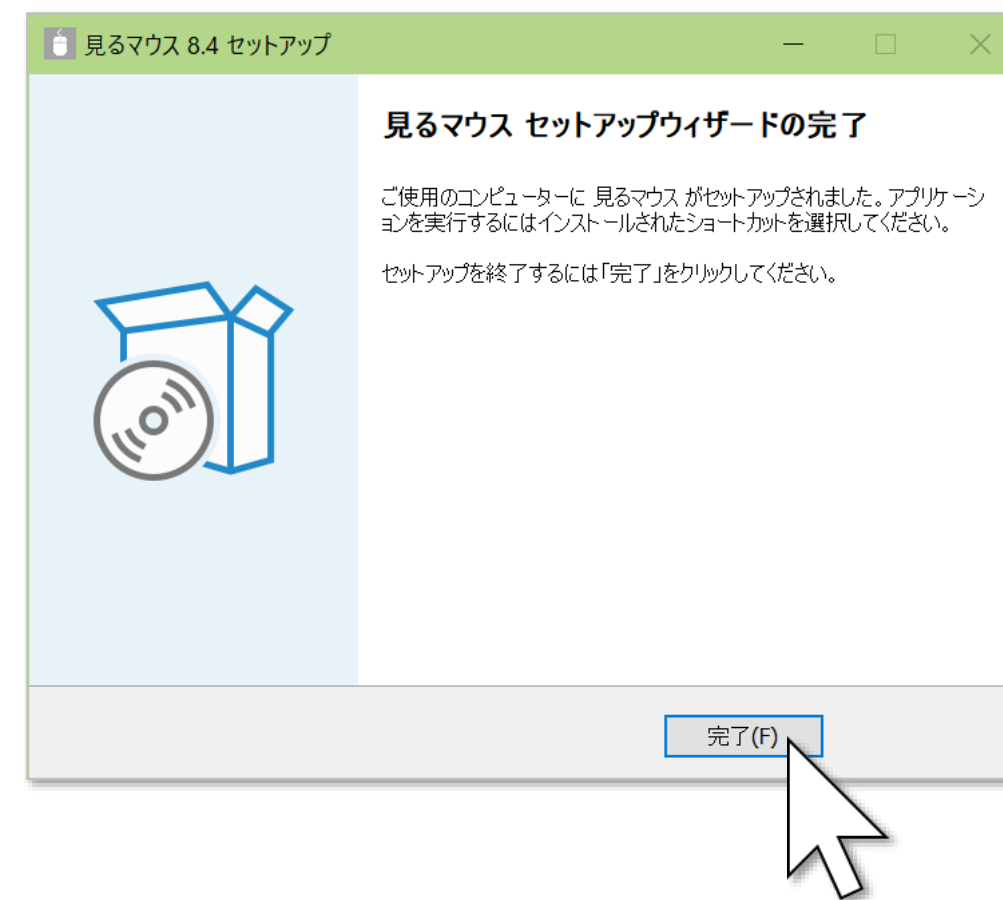 見るマウス 8.4 セットアップ
見るマウス セットアップウィザードの完了
ご使用のコンピューターに 見るマウス がセットアップされました。アプリケーシ
ョンを実行するにはインストールされたショートカットを選択してください。
セットアップを終了するには「完了」をクリックしてください。
完了(F)